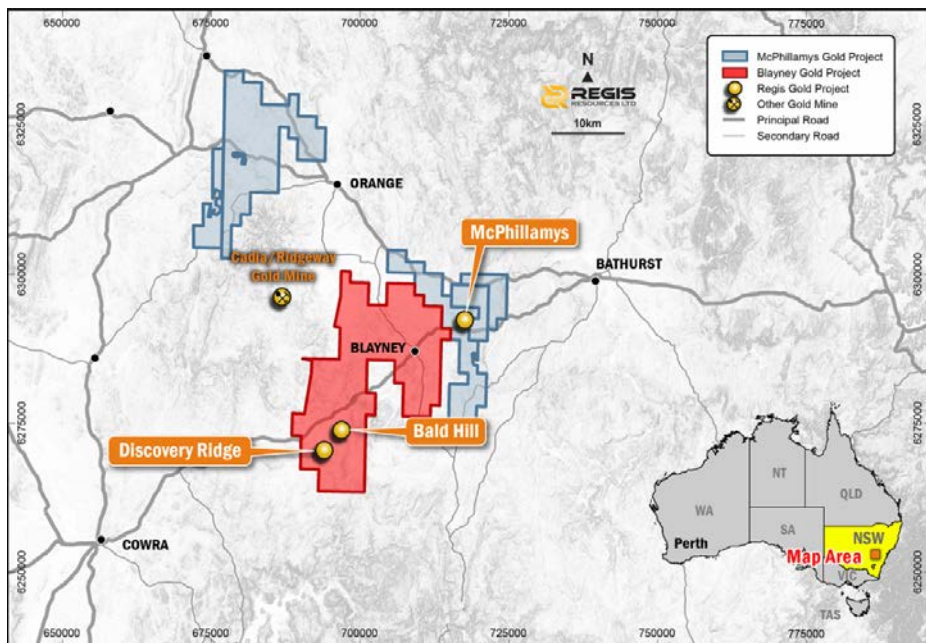 6650000
675000
7000000
725000
750000
775000
N
REGIS
RESOURCES LTD
10km
McPhillamys Gold Project
Blayney Gold Project
Regis Gold Project
Other Gold Mine
Principal Road
Secondary Road
6325000
6325000
ORANGE
McPhillamys
Cadia/Ridgeway
Gold Mine
BATHURST
6300000
6300000
BLAYNEY
6275000
6275000
Bald Hill
Discovery Ridge
NT
QLD
WA
SA
NSW
Perth
Map Area
VIC
TAS
COWRA
6250000
6250000
650000
675000
700000
725000
750000
775000